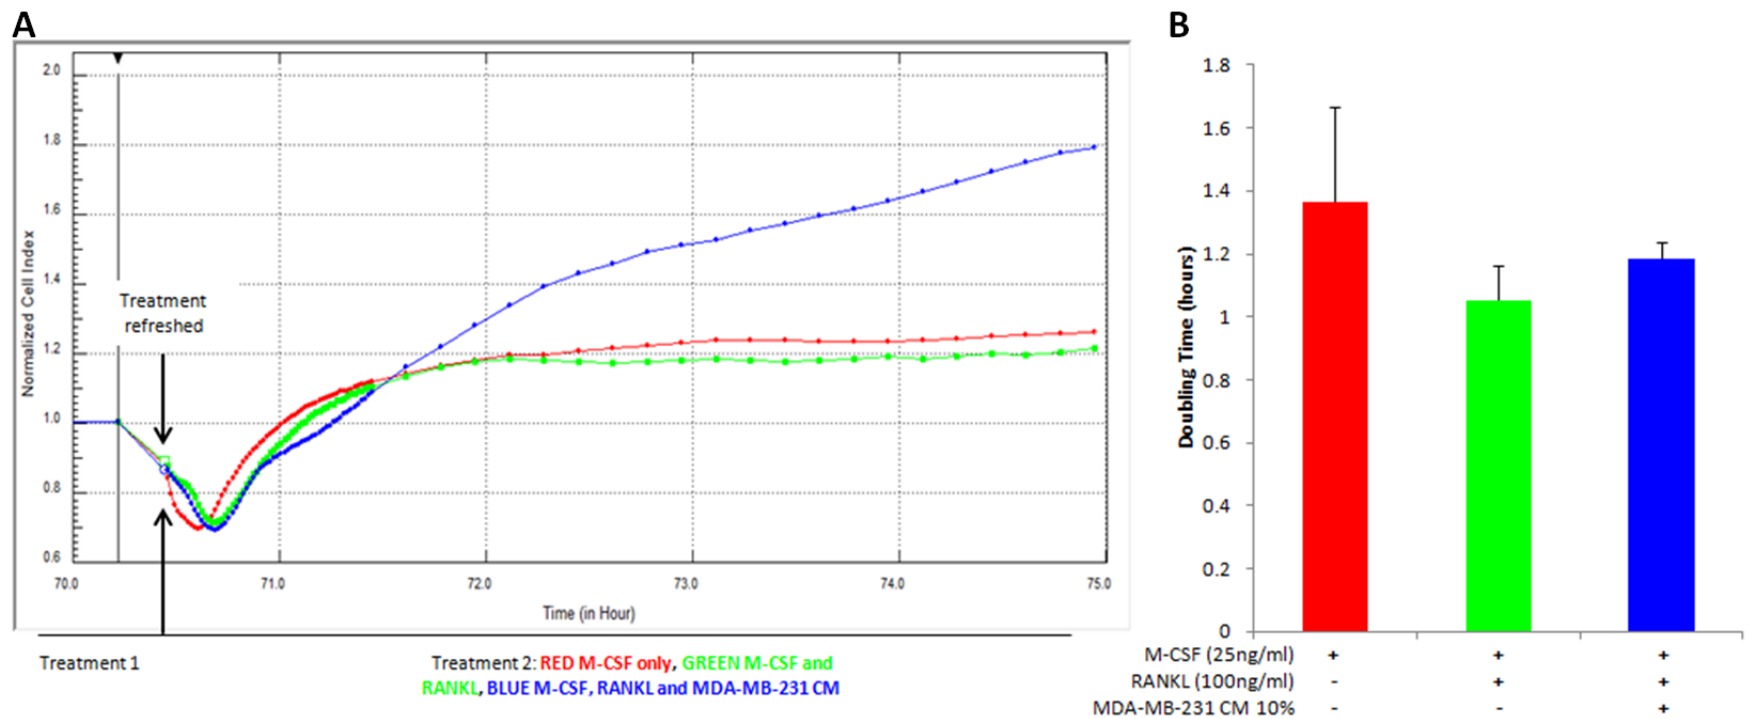 A
2.0
1.8
1.6
1.4
1.2
1.0
0.8
0.6
Normalized Cell Index
Treatment
refreshed
70.0 71.0 72.0 73.0 74.0 75.0
Time (in Hour)
Treatment 1
Treatment 2: RED M-CSF only, GREEN M-CSF and
RANKL, BLUE M-CSF, RANKL and MDA-MB-231 CM
B
1.8
1.6
1.4
1.2
1
0.8
0.6
0.4
0.2
0
Doubling Time (hours)
M-CSF (25ng/ml) + + +
RANKL (100ng/ml) - + +
MDA-MB-231 CM 10% - - +